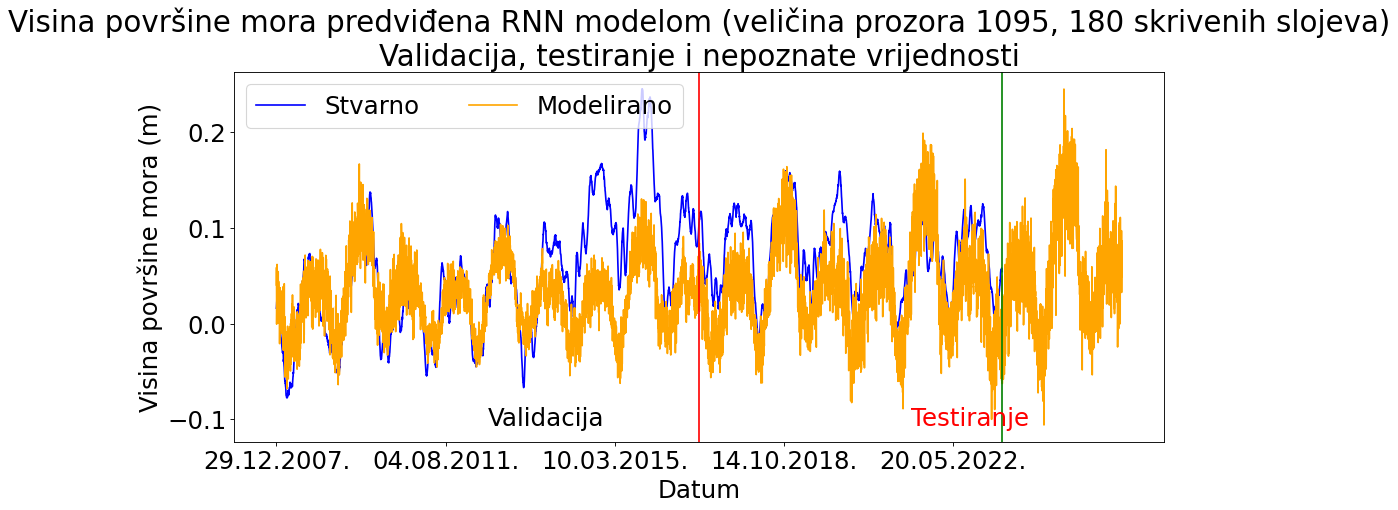 Visina površine mora predviđena RNN modelom (veličina prozora 1095, 180 skrivenih slojeva)
Validacija, testiranje i nepoznate vrijednosti
Stvarno
Modelirano
Visina površine mora (m)
0.2
0.1
0.0
−0.1
Validacija
Testiranje
29.12.2007.
04.08.2011.
10.03.2015.
14.10.2018.
20.05.2022.
Datum